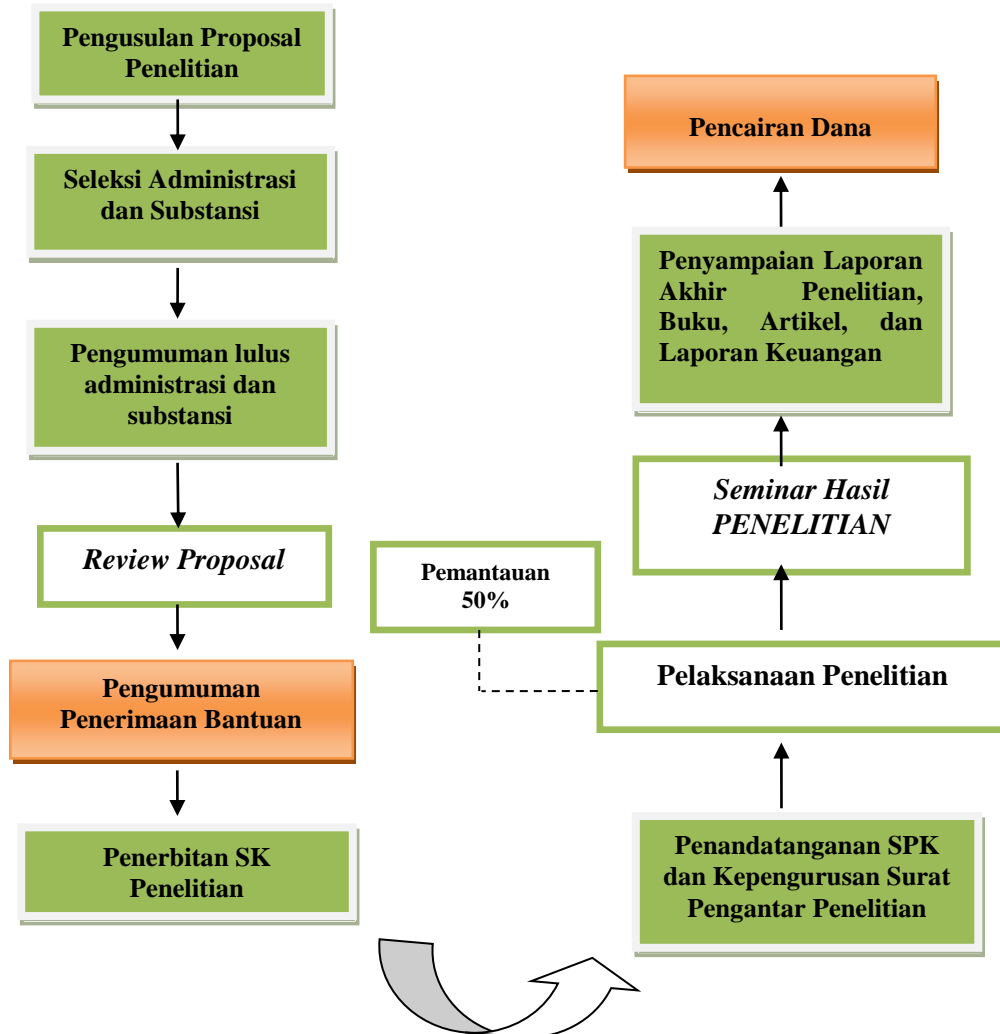 Pengusulan Proposal
Penelitian
Seleksi Administrasi
dan Substansi
Pengumuman lulus
administrasi dan
substansi
Review Proposal
Pengumuman
Penerimaan Bantuan
Penerbitan SK
Penelitian
Penandatanganan SPK
dan Kepengurusan Surat
Pengantar Penelitian
Pelaksanaan Penelitian
Pemantauan
50%
Seminar Hasil
PENELITIAN
Penyampaian Laporan
Akhir Penelitian,
Buku, Artikel, dan
Laporan Keuangan
Pencairan Dana